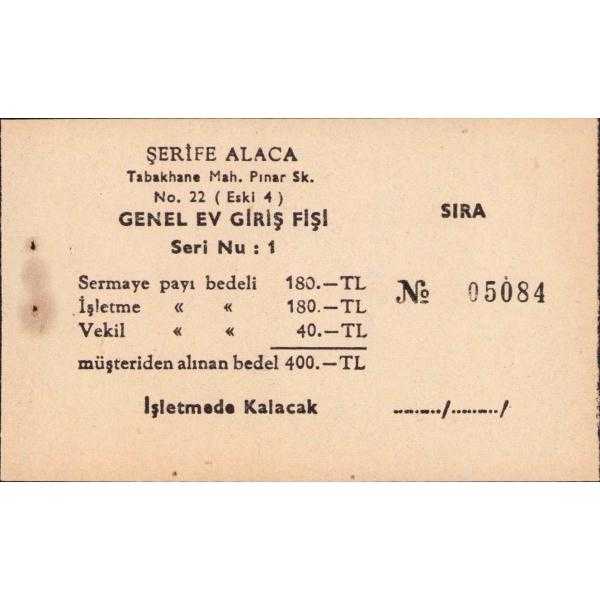 ŞERİFE ALACA
Tabakhane Mah. Pınar Sk.
No. 22 ( Eski 4 )
GENEL EV GİRİŞ FİŞİ
Seri Nu : 1
SIRA
Sermaye payı bedeli 180.—TL
İşletme « « 180.—TL
Vekil « « 40.—TL
müşteriden alınan bedel 400.—TL
№ 05084
İşletmede Kalacak ......../......../